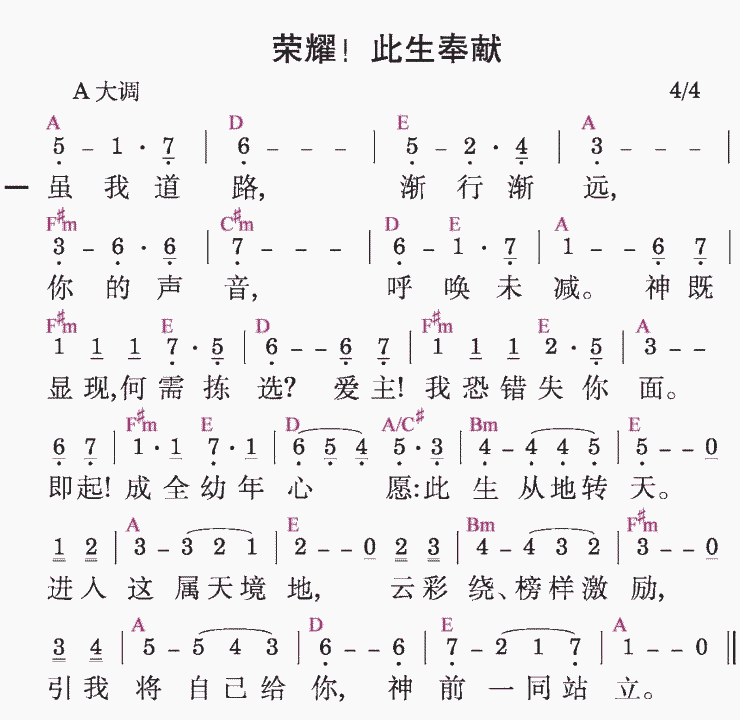 荣耀！此生奉献
A 大调 4/4
A D E A
5 – 1 · 7 | 6 – – – | 5 – 2 · 4 | 3 – – – |
一 虽 我 道 路, 渐 行 渐 远,
F#m C#m D E A
3 – 6 · 6 | 7 – – – | 6 – 1 · 7 | 1 – – 6 7 |
你 的 声 音, 呼 唤 未 减。 神 既
F#m E D F#m E A
1 1 1 7 · 5 | 6 – – 6 7 | 1 1 1 2 · 5 | 3 – –
显 现,何 需 拣 选? 爱 主! 我 恐 错 失 你 面。
F#m E D A/C# Bm E
6 7 | 1 · 1 7 · 1 | 6 5 4 5 · 3 | 4 – 4 4 5 | 5 – – 0
即 起! 成 全 幼 年 心 愿:此 生 从 地 转 天。
A E Bm F#m
1 2 | 3 – 3 2 1 | 2 – – 0 2 3 | 4 – 4 3 2 | 3 – – 0
进 入 这 属 天 境 地, 云 彩 绕、榜 样 激 励,
A D E A
3 4 | 5 – 5 4 3 | 6 – – 6 | 7 – 2 1 7 | 1 – – 0 ‖
引 我 将 自 己 给 你, 神 前 一 同 站 立。